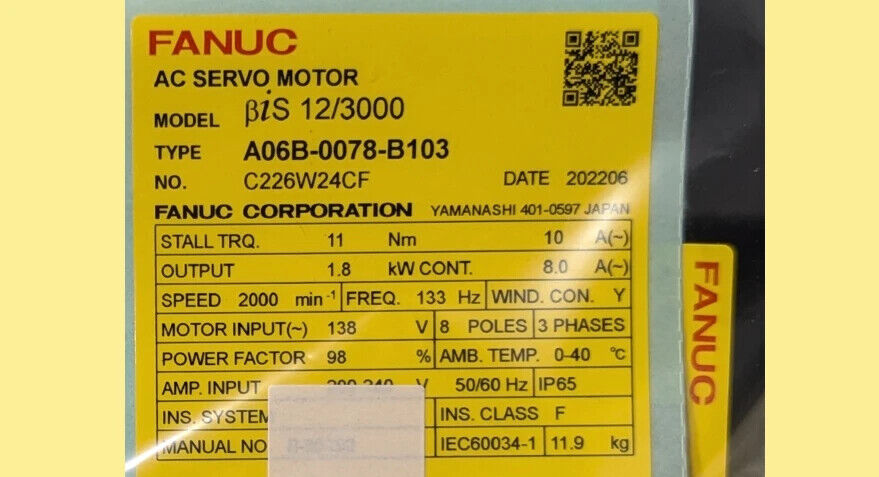 FANUC
AC SERVO MOTOR
MODEL βiS 12/3000
TYPE A06B-0078-B103
NO. C226W24CF DATE 202206
FANUC CORPORATION YAMANASHI 401-0597 JAPAN
STALL TRQ. 11 Nm 10 A(~)
OUTPUT 1.8 kW CONT. 8.0 A(~)
SPEED 2000 min⁻¹ FREQ. 133 Hz WIND. CON. Y
MOTOR INPUT(~) 138 V 8 POLES 3 PHASES
POWER FACTOR 98 % AMB. TEMP. 0-40 ℃
AMP. INPUT V 50/60 Hz IP65
INS. SYSTEM INS. CLASS F
MANUAL NO IEC60034-1 11.9 kg
FANUC